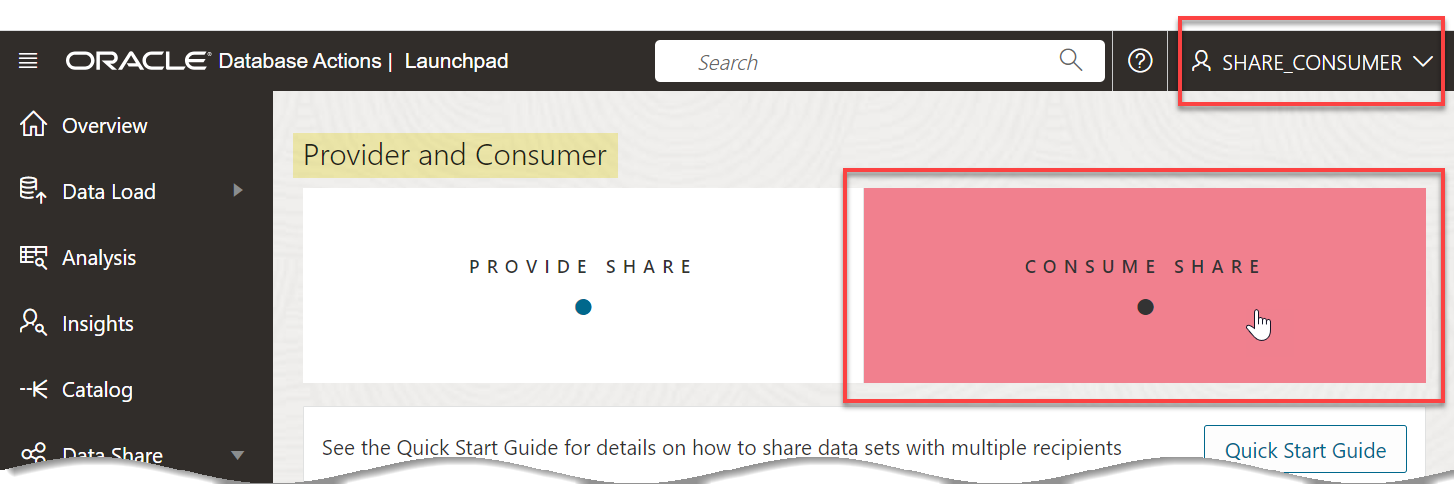 ORACLE® Database Actions | Launchpad
Search
SHARE_CONSUMER
Overview
Data Load
Analysis
Insights
Catalog
Data Share
Provider and Consumer
PROVIDE SHARE
CONSUME SHARE
See the Quick Start Guide for details on how to share data sets with multiple recipients
Quick Start Guide